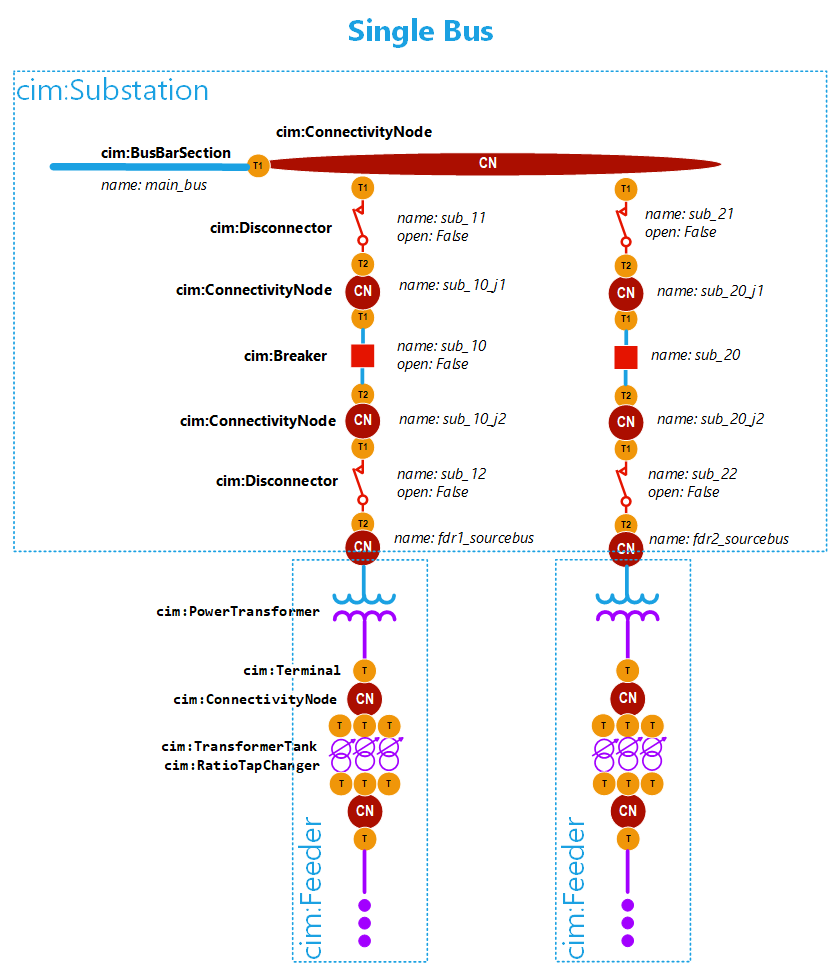 Single Bus
cim:Substation
cim:ConnectivityNode
cim:BusBarSection
T1
CN
name: main_bus
T1
T1
name: sub_11
name: sub_21
cim:Disconnector
open: False
open: False
T2
T2
cim:ConnectivityNode
CN
name: sub_10_j1
CN
name: sub_20_j1
T1
T1
name: sub_10
cim:Breaker
name: sub_20
open: False
T2
T2
cim:ConnectivityNode
CN
name: sub_10_j2
CN
name: sub_20_j2
T1
T1
name: sub_12
name: sub_22
cim:Disconnector
open: False
open: False
T2
T2
CN
name: fdr1_sourcebus
CN
name: fdr2_sourcebus
cim:PowerTransformer
cim:Terminal
T
T
cim:ConnectivityNode
CN
CN
T T T
T T T
cim:TransformerTank
cim:RatioTapChanger
T T T
T T T
CN
CN
T
T
cim:Feeder
cim:Feeder